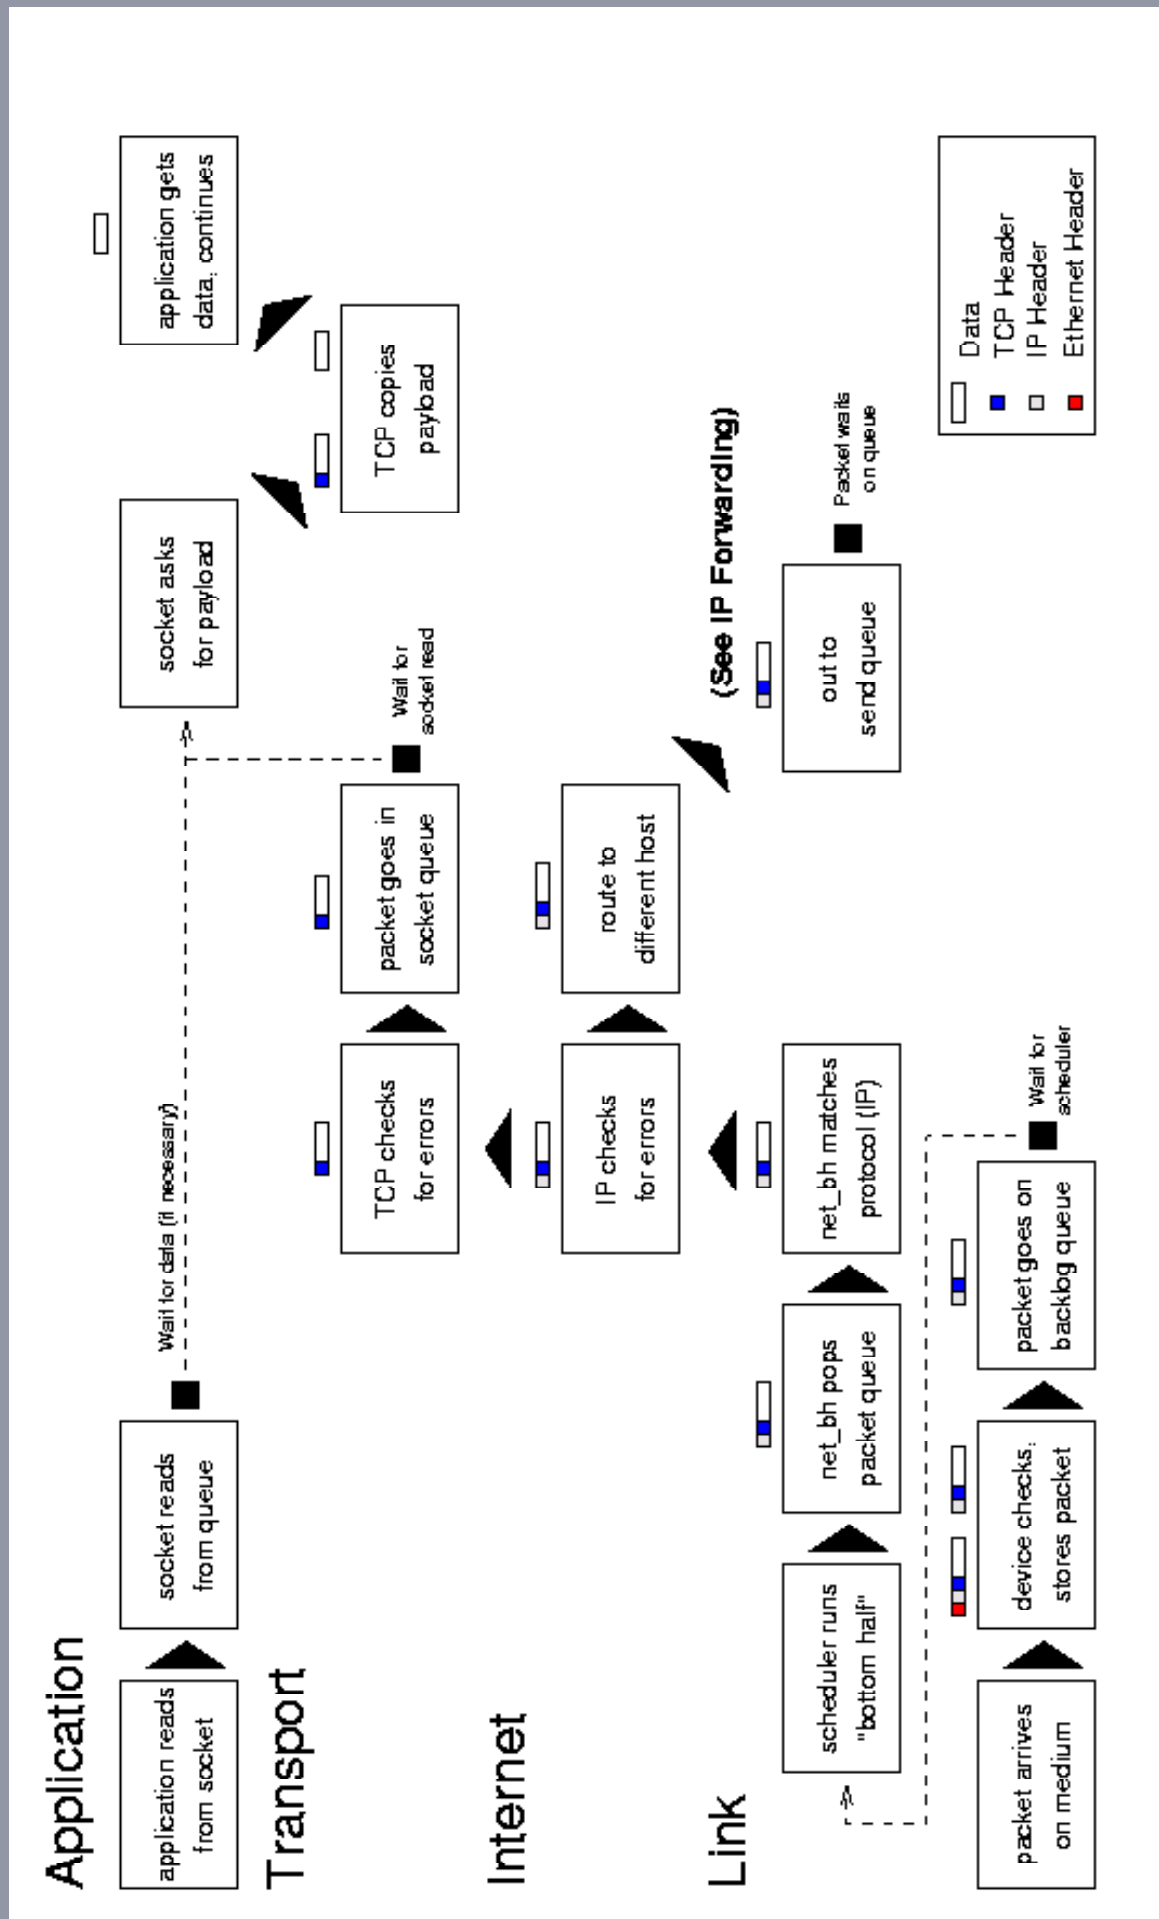 Application
application reads
from socket
socket reads
from queue
Wait for data (if necessary)
socket asks
for payload
application gets
data, continues
Transport
TCP checks
for errors
packet goes in
socket queue
Wait for
socket read
TCP copies
payload
Internet
IP checks
for errors
route to
different host
(See IP Forwarding)
Link
scheduler runs
"bottom half"
net_bh pops
packet queue
net_bh matches
protocol (IP)
out to
send queue
Packet waits
on queue
packet arrives
on medium
device checks,
stores packet
packet goes on
backlog queue
Wait for
scheduler
Data
TCP Header
IP Header
Ethernet Header